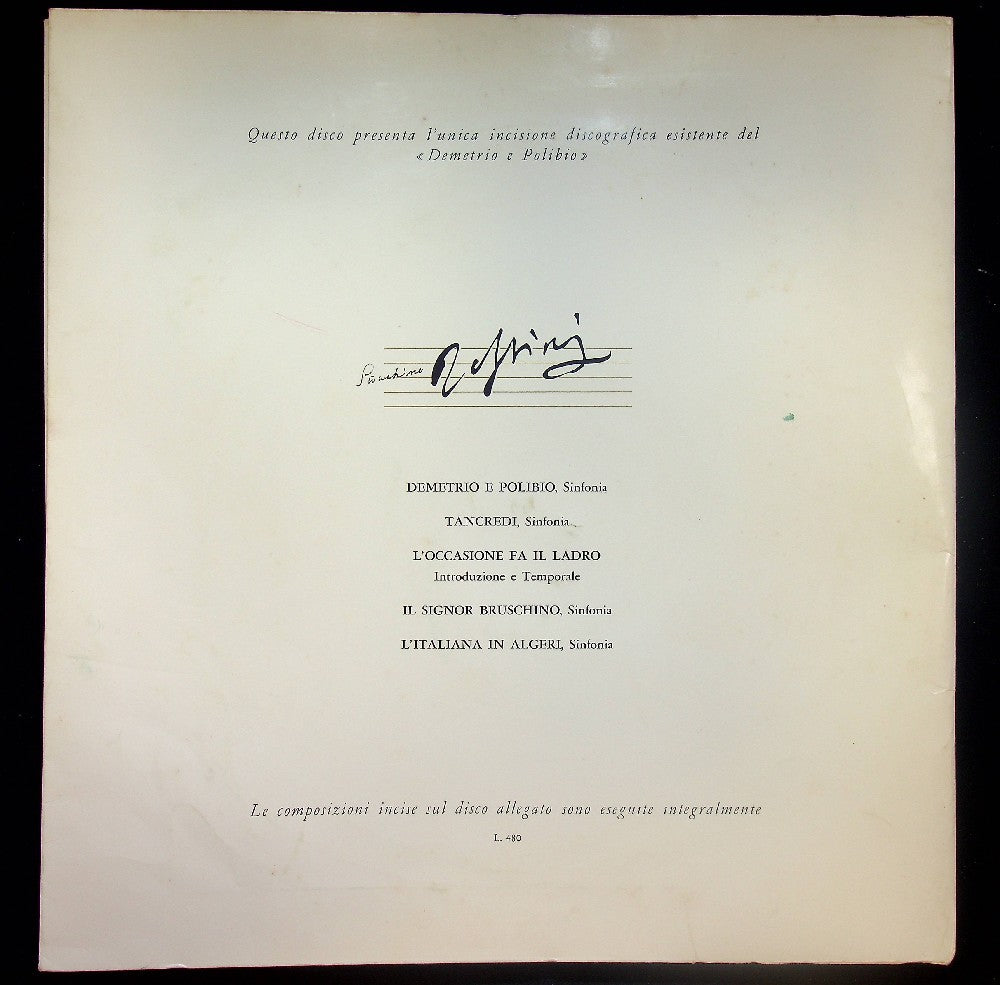 Questo disco presenta l'unica incisione discografica esistente del
«Demetrio e Polibio»
Gioachino Rossini
DEMETRIO E POLIBIO, Sinfonia
TANCREDI, Sinfonia
L'OCCASIONE FA IL LADRO
Introduzione e Temporale
IL SIGNOR BRUSCHINO, Sinfonia
L'ITALIANA IN ALGERI, Sinfonia
Le composizioni incise sul disco allegato sono eseguite integralmente
L. 480